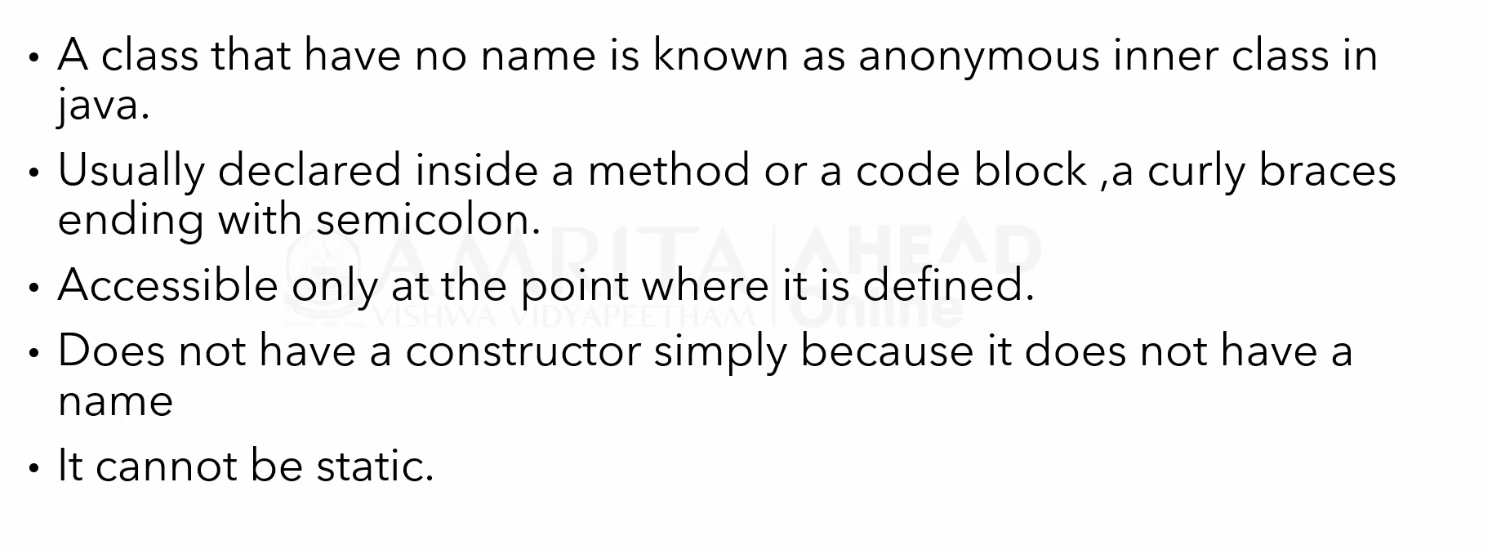 • A class that have no name is known as anonymous inner class in
java.
• Usually declared inside a method or a code block ,a curly braces
ending with semicolon.
AMRITA | AHEAD
• Accessible only at the point where it is defined.
VISHWA VIDYAPEETHAM | Online
• Does not have a constructor simply because it does not have a
name
• It cannot be static.